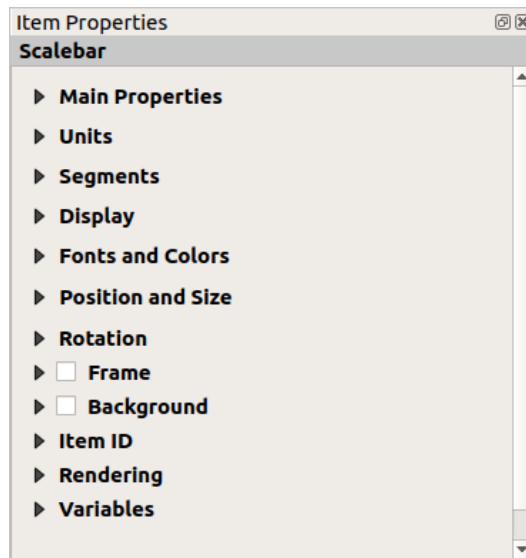 Item Properties
Scalebar
Main Properties
Units
Segments
Display
Fonts and Colors
Position and Size
Rotation
Frame
Background
Item ID
Rendering
Variables